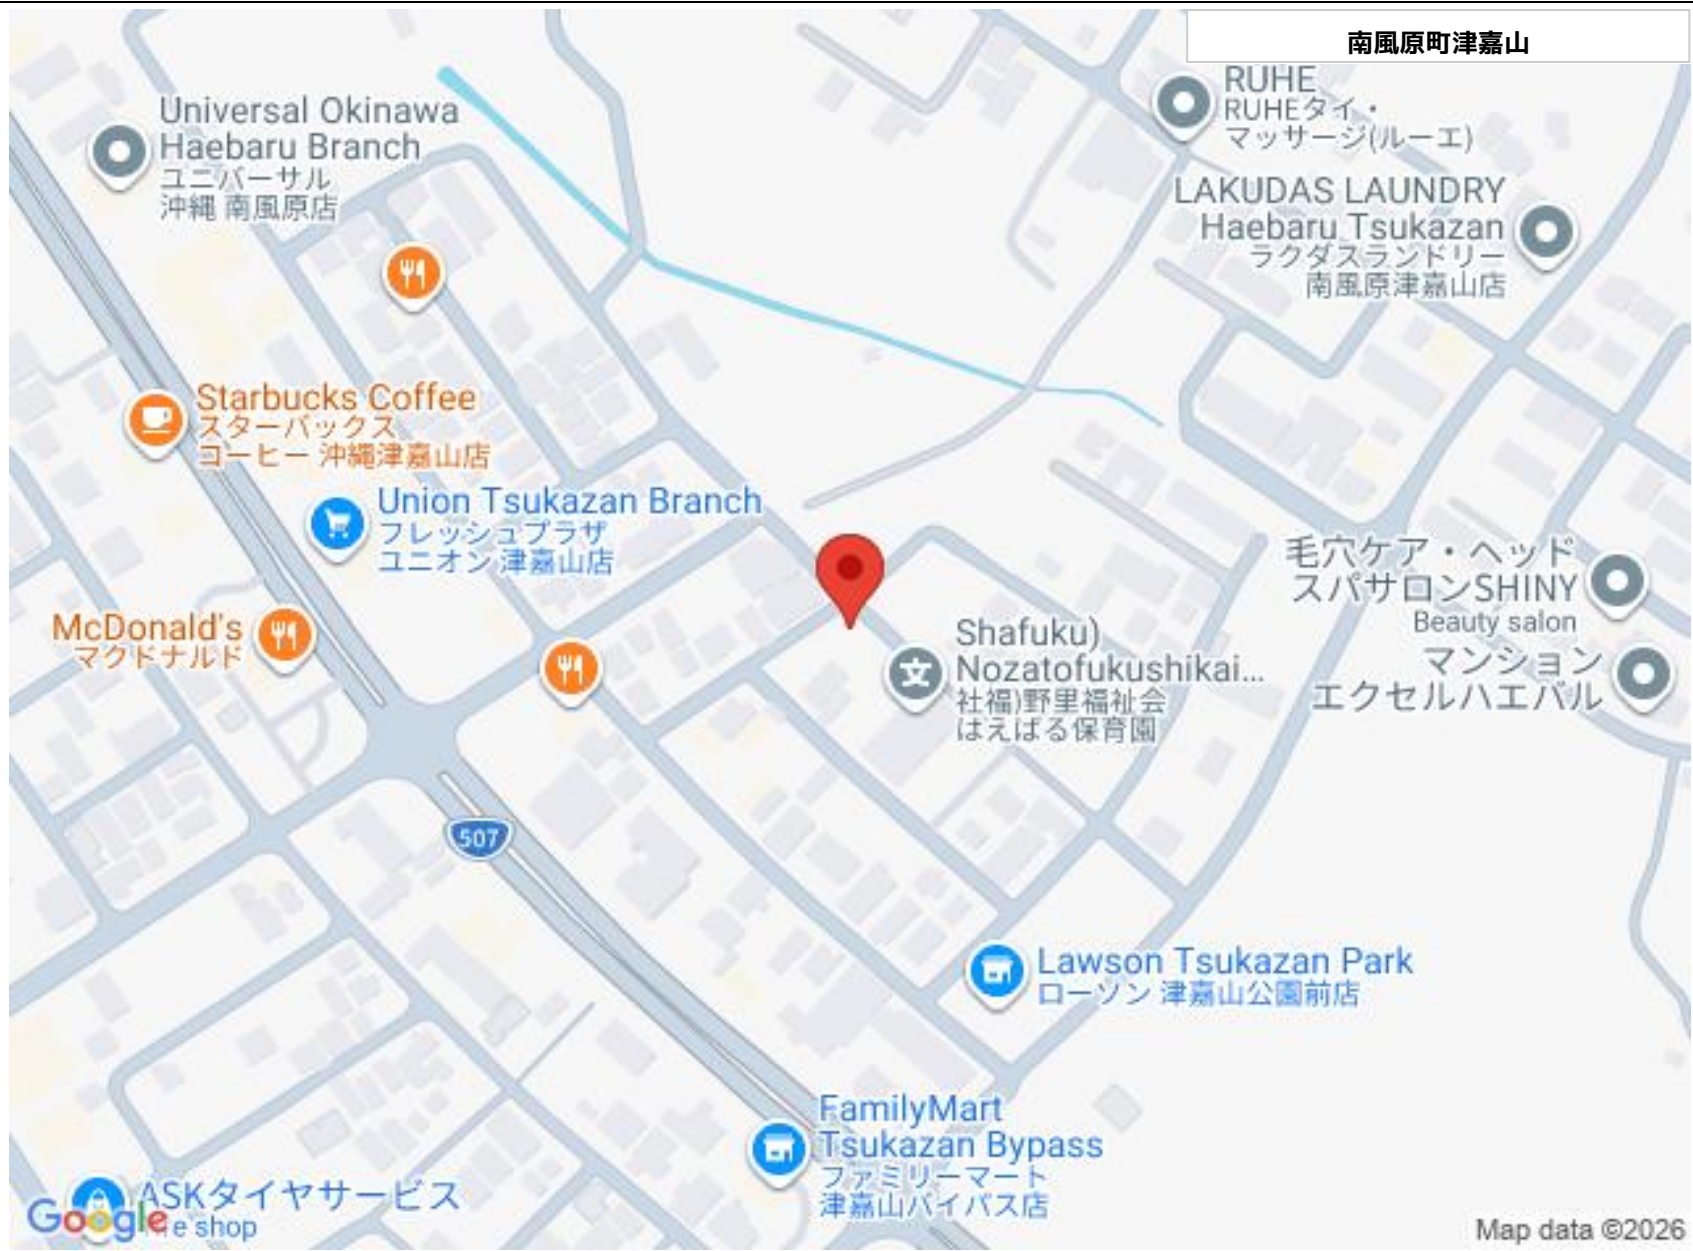 南風原町津嘉山
Universal Okinawa
Haebaru Branch
ユニバーサル
沖縄 南風原店
RUHE
RUHEタイ・
マッサージ(ルーエ)
LAKUDAS LAUNDRY
Haebaru Tsukazan
ラクダスランドリー
南風原津嘉山店
Starbucks Coffee
スターバックス
コーヒー 沖縄津嘉山店
Union Tsukazan Branch
フレッシュプラザ
ユニオン 津嘉山店
McDonald's
マクドナルド
毛穴ケア・ヘッド
スパサロンSHINY
Beauty salon
マンション
エクセルハエバル
Shafuku)
Nozatofukushikai...
社福)野里福祉会
はえばる保育園
文
507
Lawson Tsukazan Park
ローソン 津嘉山公園前店
FamilyMart
Tsukazan Bypass
ファミリーマート
津嘉山バイパス店
ASKタイヤサービス
shop
Google
Map data ©2026